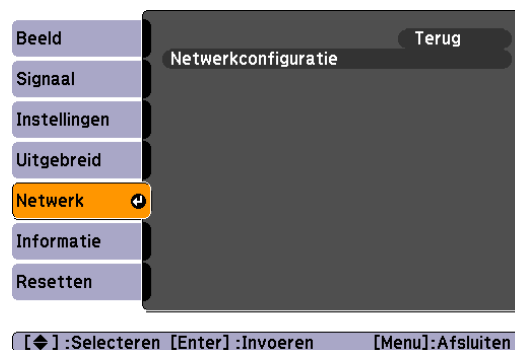 Beeld
Signaal
Instellingen
Uitgebreid
Netwerk
Informatie
Resetten
Terug
Netwerkconfiguratie
[◆] :Selecteren [Enter] :Invoeren [Menu]:Afsluiten